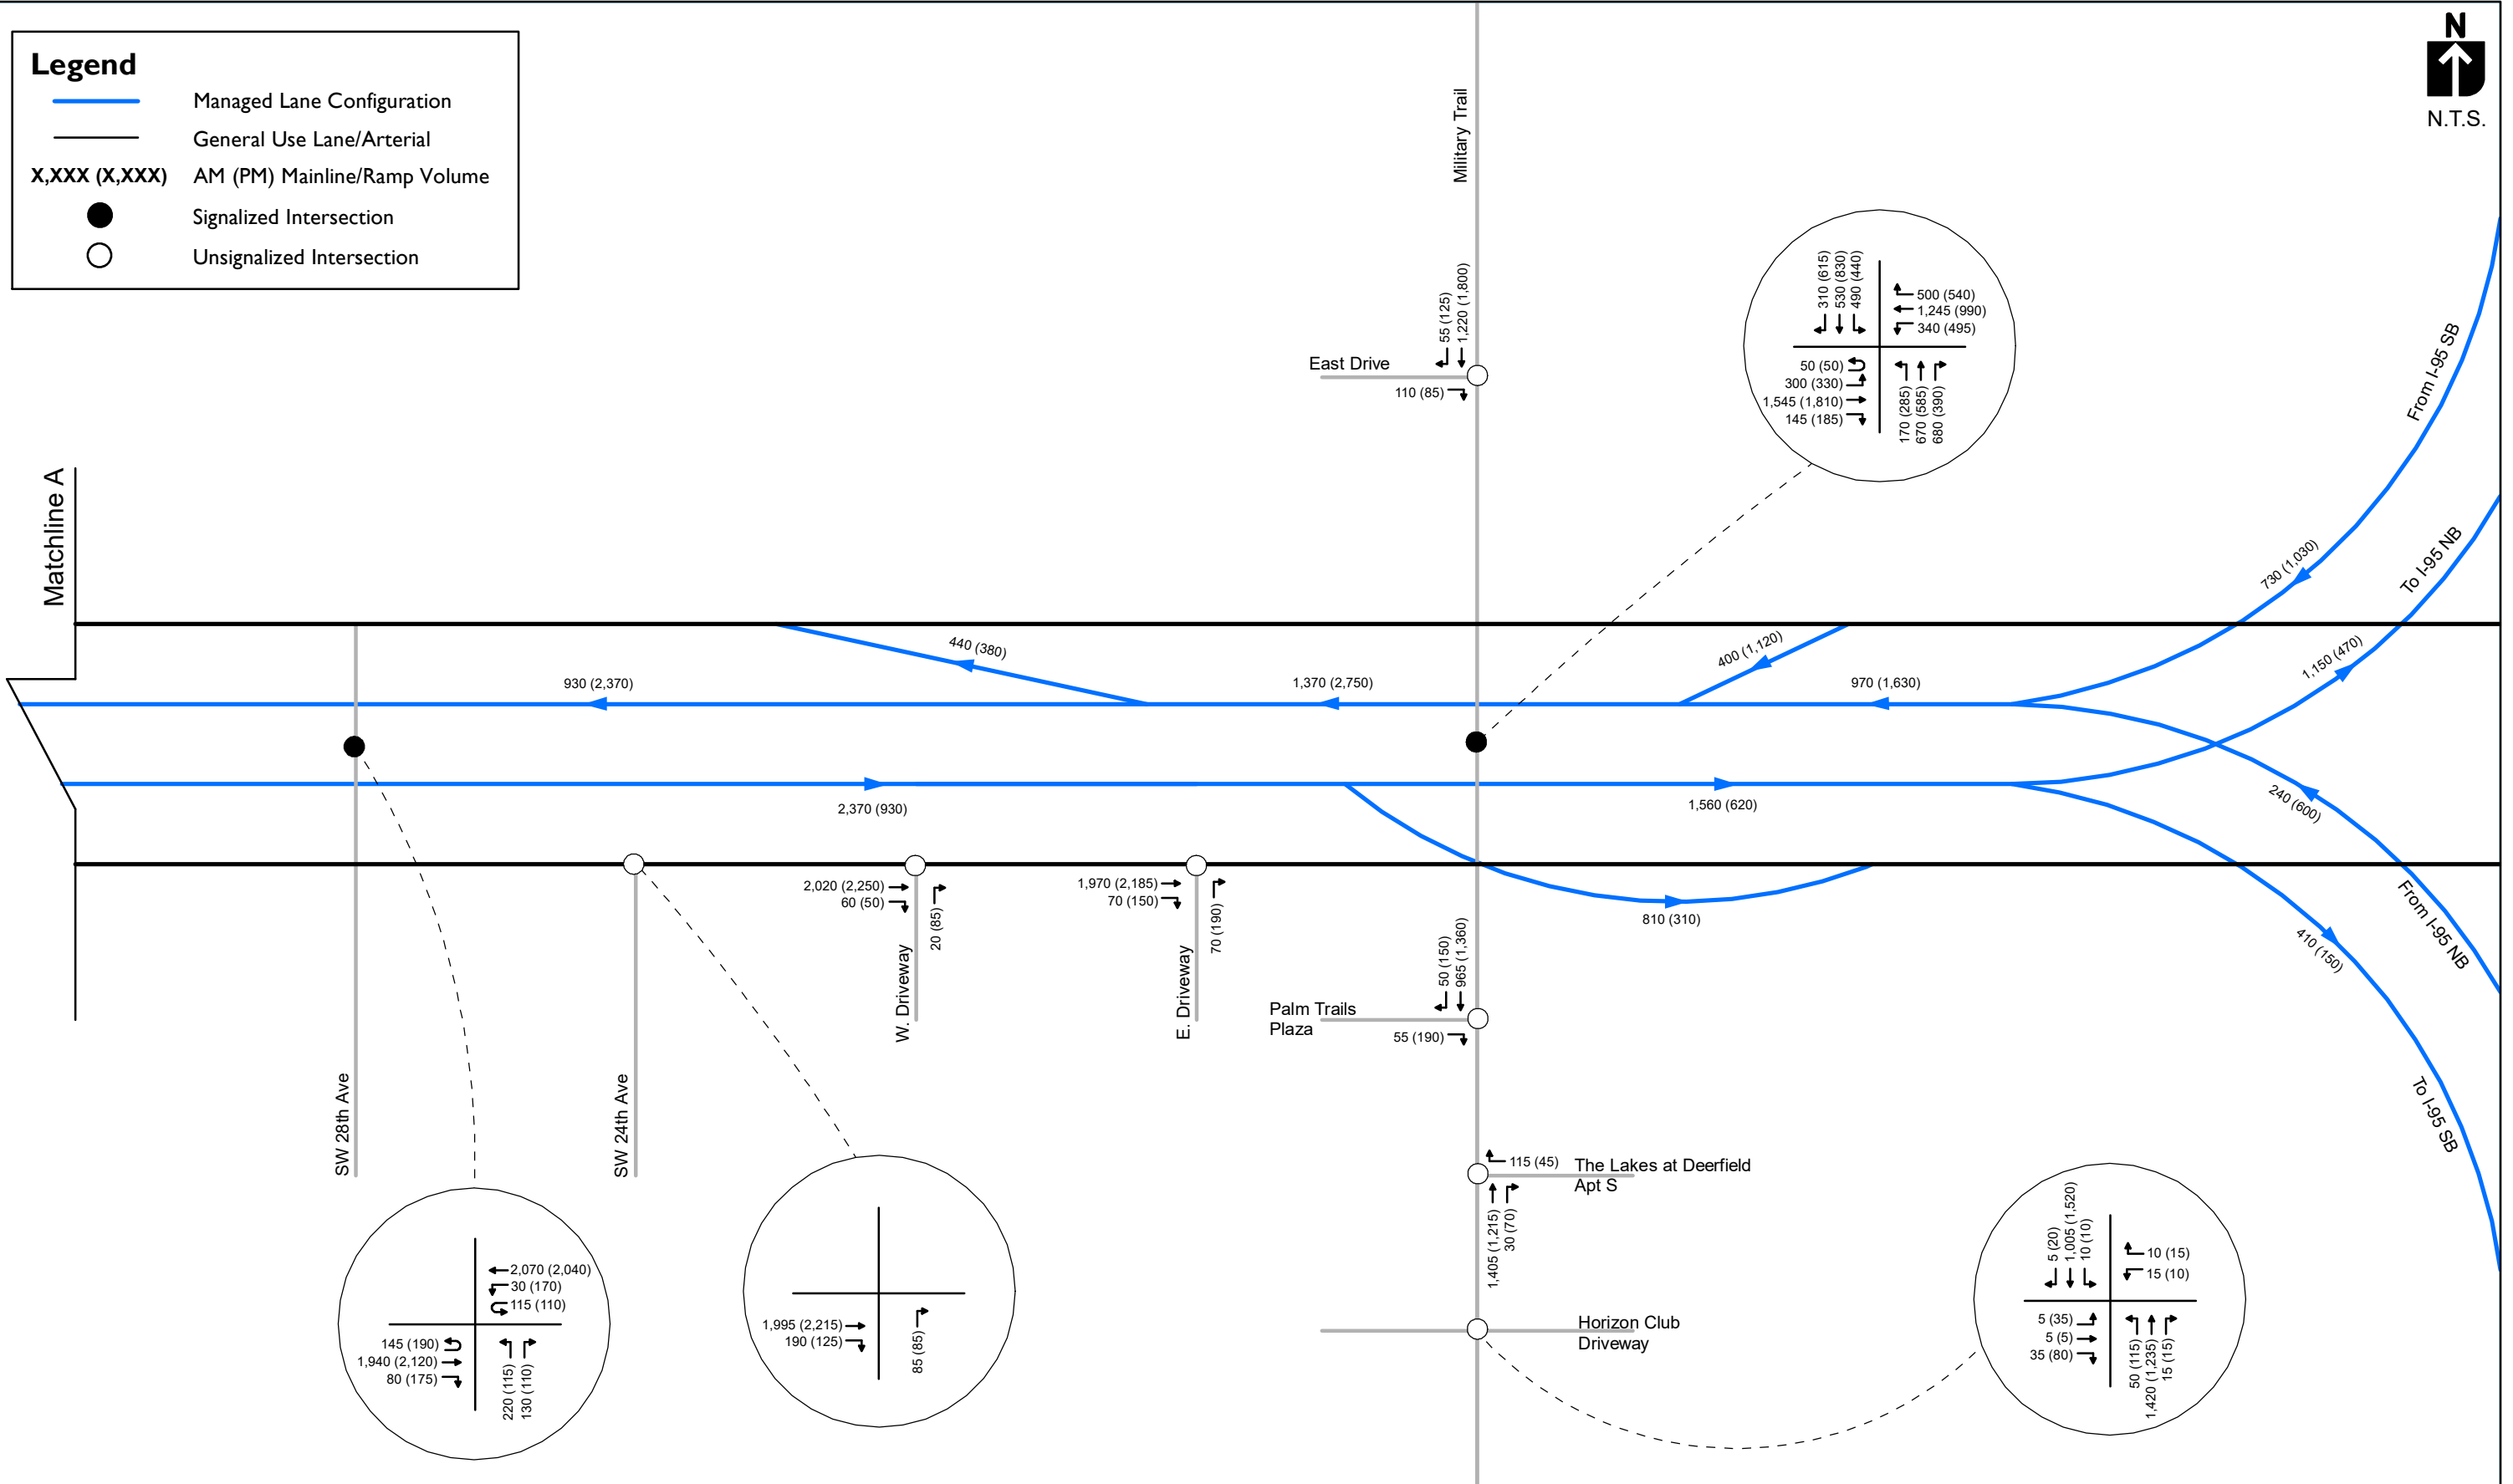 Legend
Managed Lane Configuration
General Use Lane/Arterial
X,XXX (X,XXX) AM (PM) Mainline/Ramp Volume
Signalized Intersection
Unsignalized Intersection
N
N.T.S.
Military Trail
55 (125)
1,220 (1,800)
East Drive
110 (85)
310 (615)
530 (830)
490 (440)
500 (540)
1,245 (990)
340 (495)
50 (50)
300 (330)
1,545 (1,810)
145 (185)
170 (285)
670 (585)
680 (390)
From I-95 SB
730 (1,030)
To I-95 NB
1,150 (470)
Matchline A
440 (380)
400 (1,120)
930 (2,370)
1,370 (2,750)
970 (1,630)
2,370 (930)
1,560 (620)
240 (600)
From I-95 NB
410 (150)
To I-95 SB
810 (310)
2,020 (2,250)
60 (50)
20 (85)
W. Driveway
1,970 (2,185)
70 (150)
70 (190)
E. Driveway
50 (150)
965 (1,360)
Palm Trails
Plaza
55 (190)
SW 28th Ave
SW 24th Ave
115 (45)
The Lakes at Deerfield
Apt S
1,405 (1,215)
30 (70)
Horizon Club
Driveway
2,070 (2,040)
30 (170)
115 (110)
145 (190)
1,940 (2,120)
80 (175)
220 (115)
130 (110)
1,995 (2,215)
190 (125)
85 (85)
5 (20)
1,005 (1,520)
10 (10)
10 (15)
15 (10)
5 (35)
5 (5)
35 (80)
50 (115)
1,420 (1,235)
15 (15)